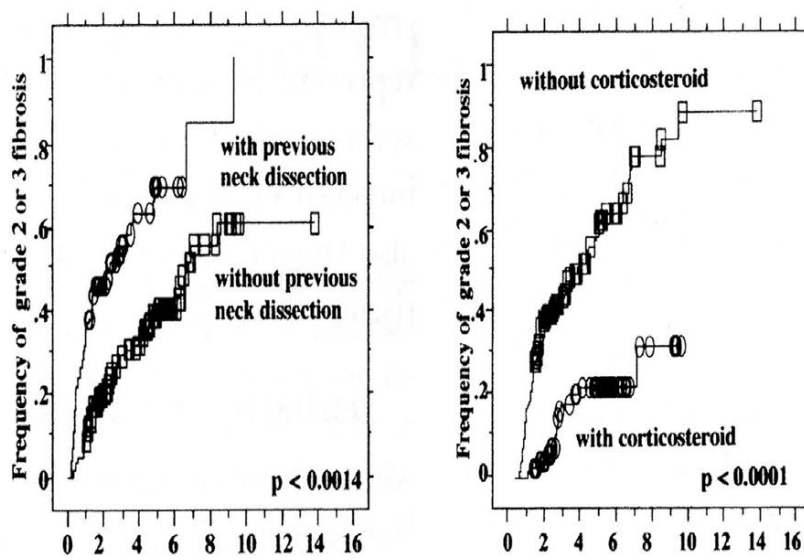 Frequency of grade 2 or 3 fibrosis
1
.8
.6
.4
.2
0
with previous
neck dissection
without previous
neck dissection
p < 0.0014
0 2 4 6 8 10 12 14 16
Frequency of grade 2 or 3 fibrosis
1
.8
.6
.4
.2
0
without corticosteroid
with corticosteroid
p < 0.0001
0 2 4 6 8 10 12 14 16